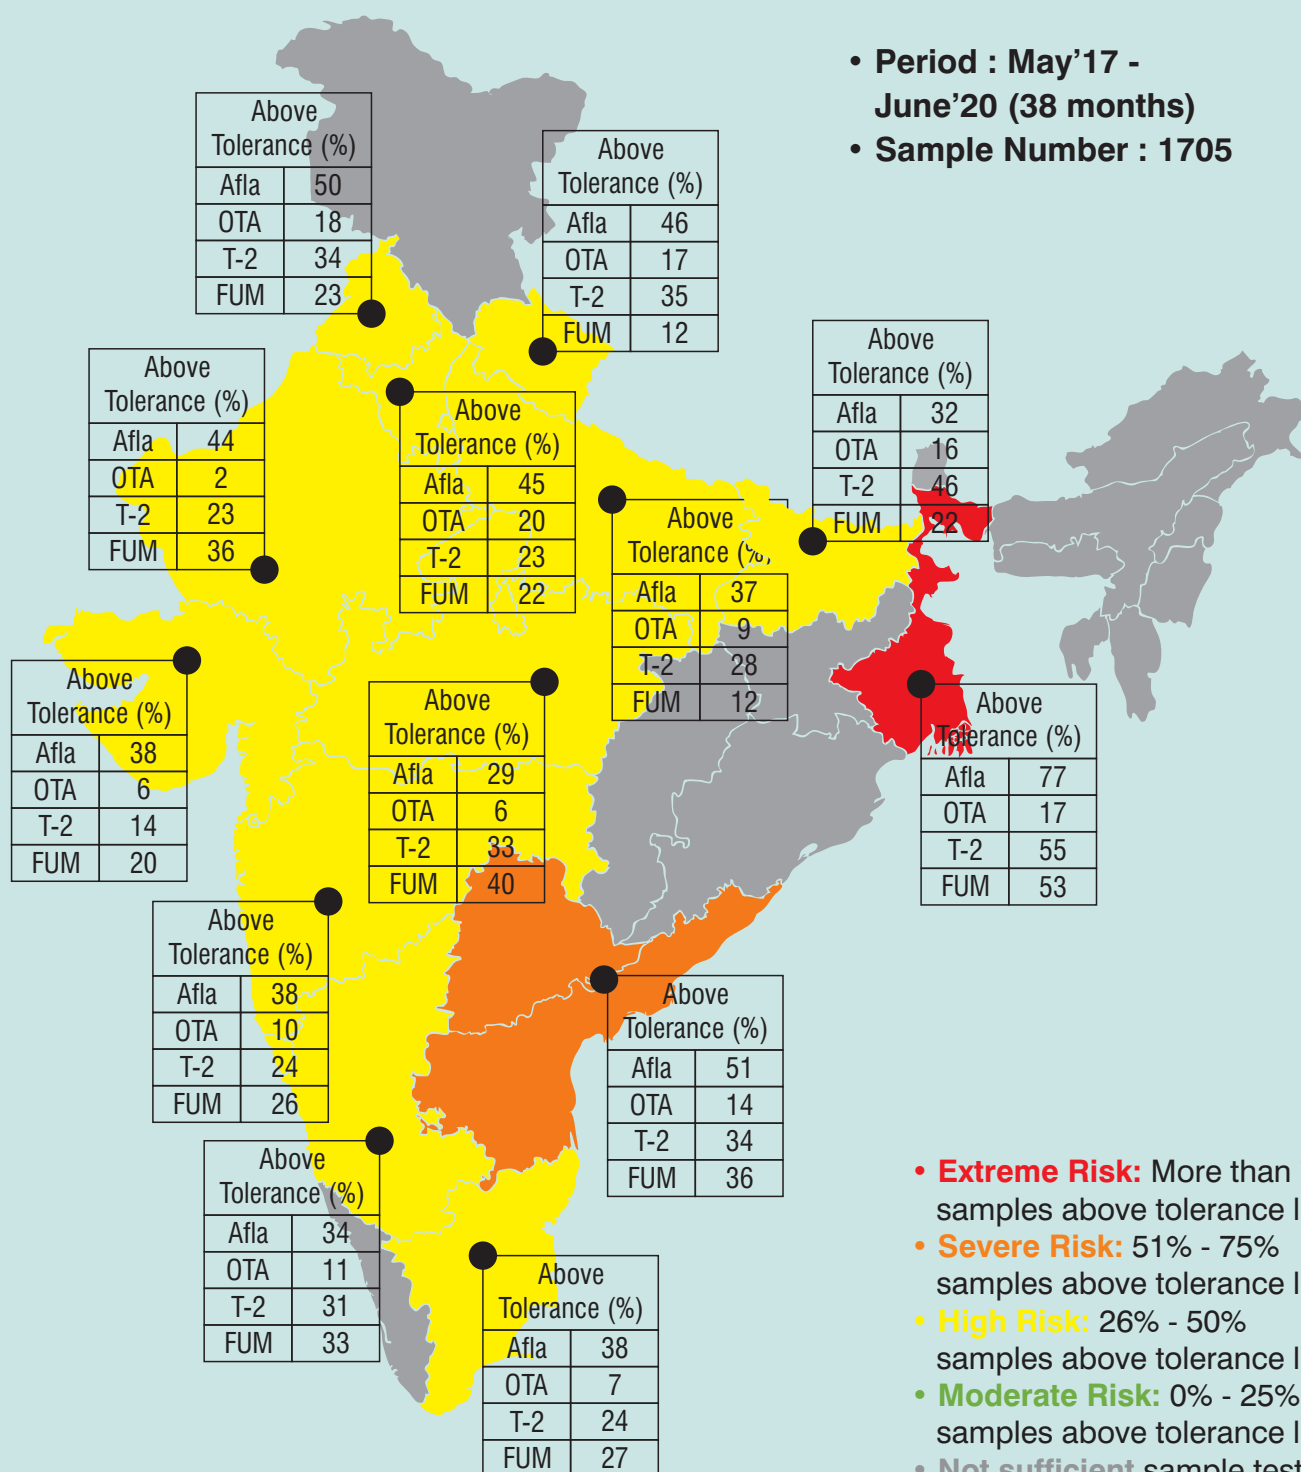 • Period : May’17 -
June’20 (38 months)
• Sample Number : 1705
Above
Tolerance (%)
Afla 50
OTA 18
T-2 34
FUM 23
Above
Tolerance (%)
Afla 46
OTA 17
T-2 35
FUM 12
Above
Tolerance (%)
Afla 32
OTA 16
T-2 46
FUM 22
Above
Tolerance (%)
Afla 44
OTA 2
T-2 23
FUM 36
Above
Tolerance (%)
Afla 45
OTA 20
T-2 23
FUM 22
Above
Tolerance (%)
Afla 37
OTA 9
T-2 28
FUM 12
Above
Tolerance (%)
Afla 38
OTA 6
T-2 14
FUM 20
Above
Tolerance (%)
Afla 29
OTA 6
T-2 33
FUM 40
Above
Tolerance (%)
Afla 77
OTA 17
T-2 55
FUM 53
Above
Tolerance (%)
Afla 38
OTA 10
T-2 24
FUM 26
Above
Tolerance (%)
Afla 51
OTA 14
T-2 34
FUM 36
Above
Tolerance (%)
Afla 34
OTA 11
T-2 31
FUM 33
Above
Tolerance (%)
Afla 38
OTA 7
T-2 24
FUM 27
• Extreme Risk: More than
samples above tolerance
• Severe Risk: 51% - 75%
samples above tolerance
• High Risk: 26% - 50%
samples above tolerance
• Moderate Risk: 0% - 25%
samples above tolerance
• Not sufficient sample test